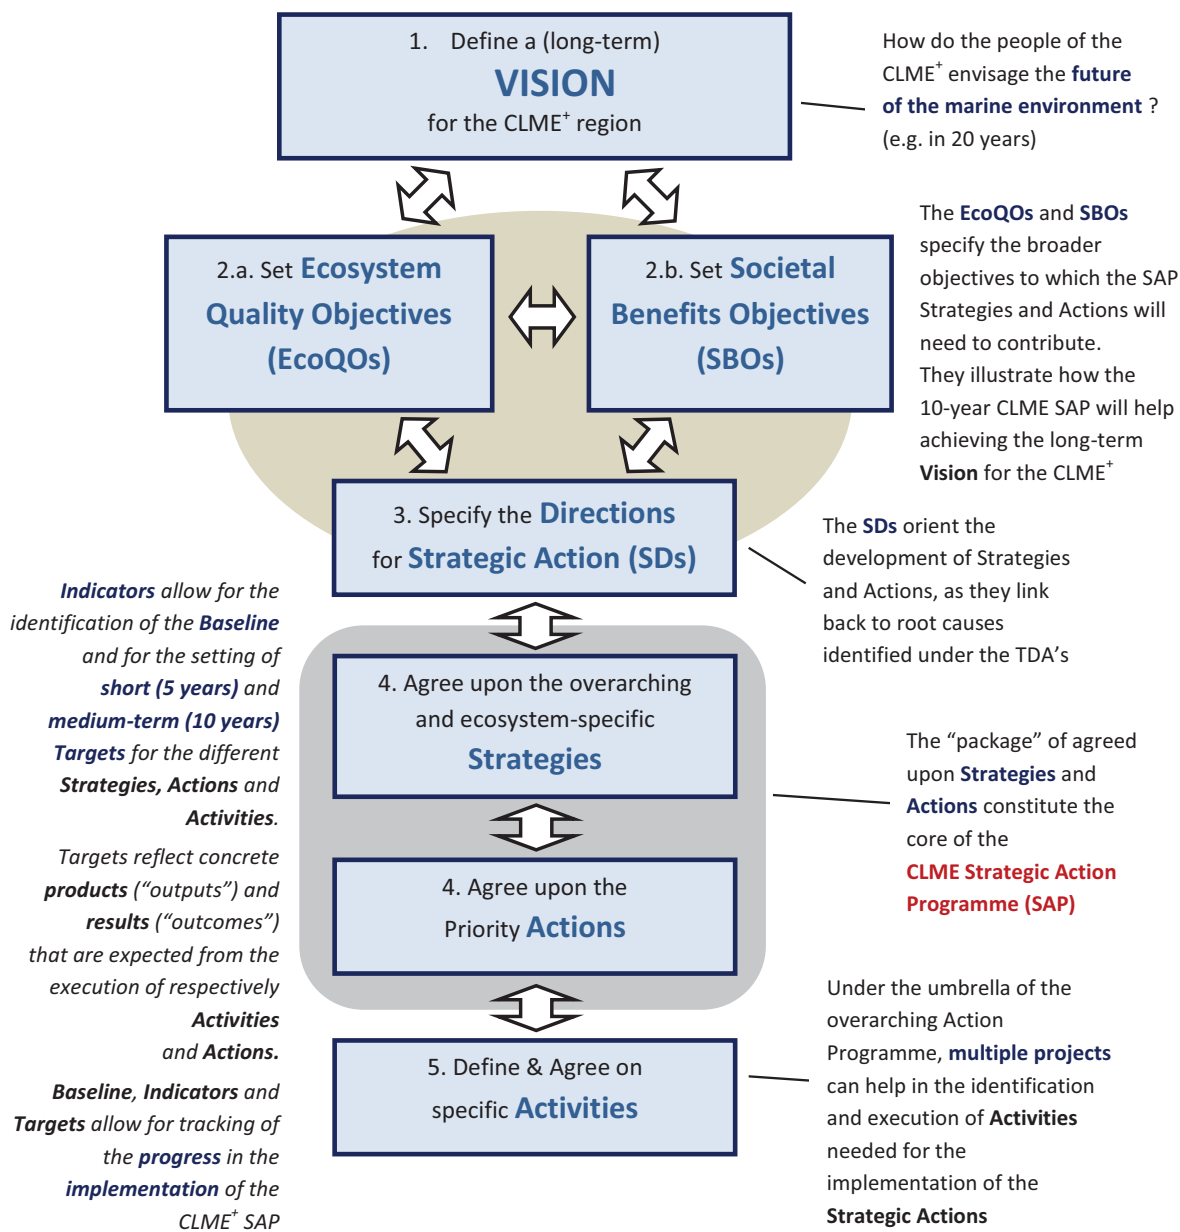 1. Define a (long-term)
VISION
for the CLME+ region
How do the people of the
CLME+ envisage the future
of the marine environment ?
(e.g. in 20 years)
2.a. Set Ecosystem
Quality Objectives
(EcoQOs)
2.b. Set Societal
Benefits Objectives
(SBOs)
The EcoQOs and SBOs
specify the broader
objectives to which the SAP
Strategies and Actions will
need to contribute.
They illustrate how the
10-year CLME SAP will help
achieving the long-term
Vision for the CLME+
3. Specify the Directions
for Strategic Action (SDs)
The SDs orient the
development of Strategies
and Actions, as they link
back to root causes
identified under the TDA's
Indicators allow for the
identification of the Baseline
and for the setting of
short (5 years) and
medium-term (10 years)
Targets for the different
Strategies, Actions and
Activities.
Targets reflect concrete
products ("outputs") and
results ("outcomes")
that are expected from the
execution of respectively
Activities
and Actions.
Baseline, Indicators and
Targets allow for tracking of
the progress in the
implementation of the
CLME+ SAP
4. Agree upon the overarching
and ecosystem-specific
Strategies
4. Agree upon the
Priority Actions
The “package” of agreed
upon Strategies and
Actions constitute the
core of the
CLME Strategic Action
Programme (SAP)
5. Define & Agree on
specific Activities
Under the umbrella of the
overarching Action
Programme, multiple projects
can help in the identification
and execution of Activities
needed for the
implementation of the
Strategic Actions